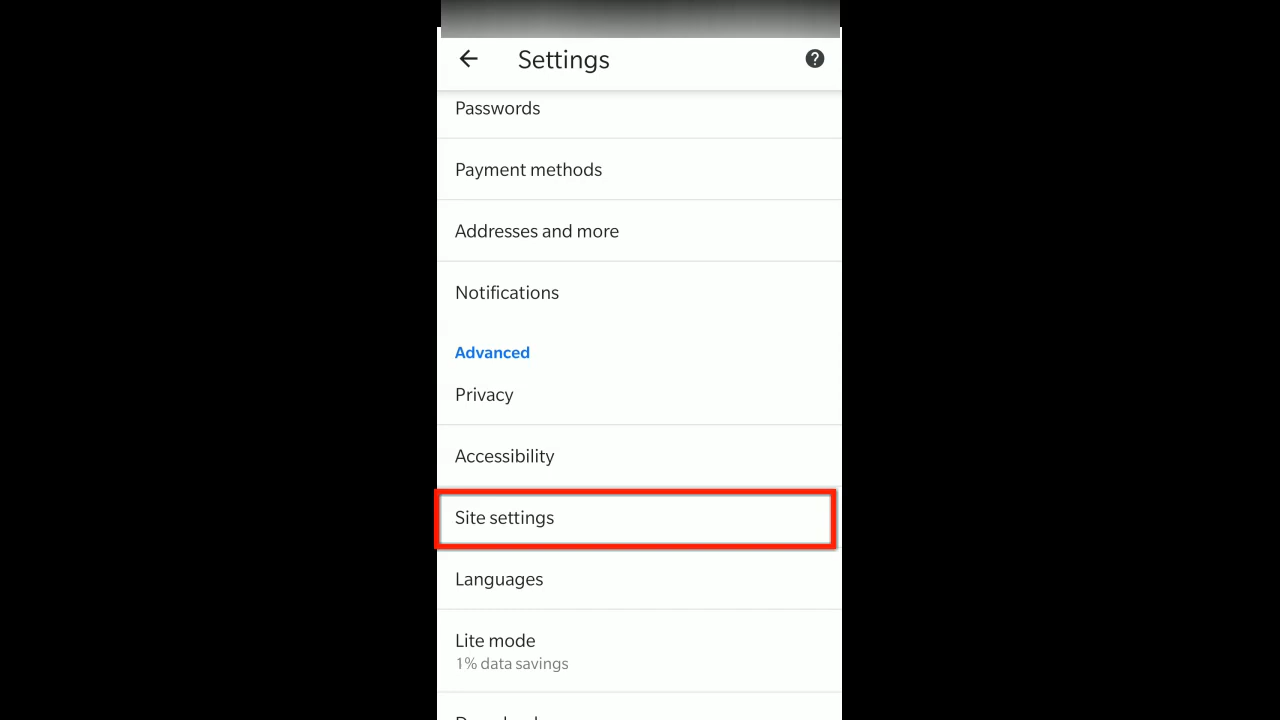 Settings
Passwords
Payment methods
Addresses and more
Notifications
Advanced
Privacy
Accessibility
Site settings
Languages
Lite mode
1% data savings